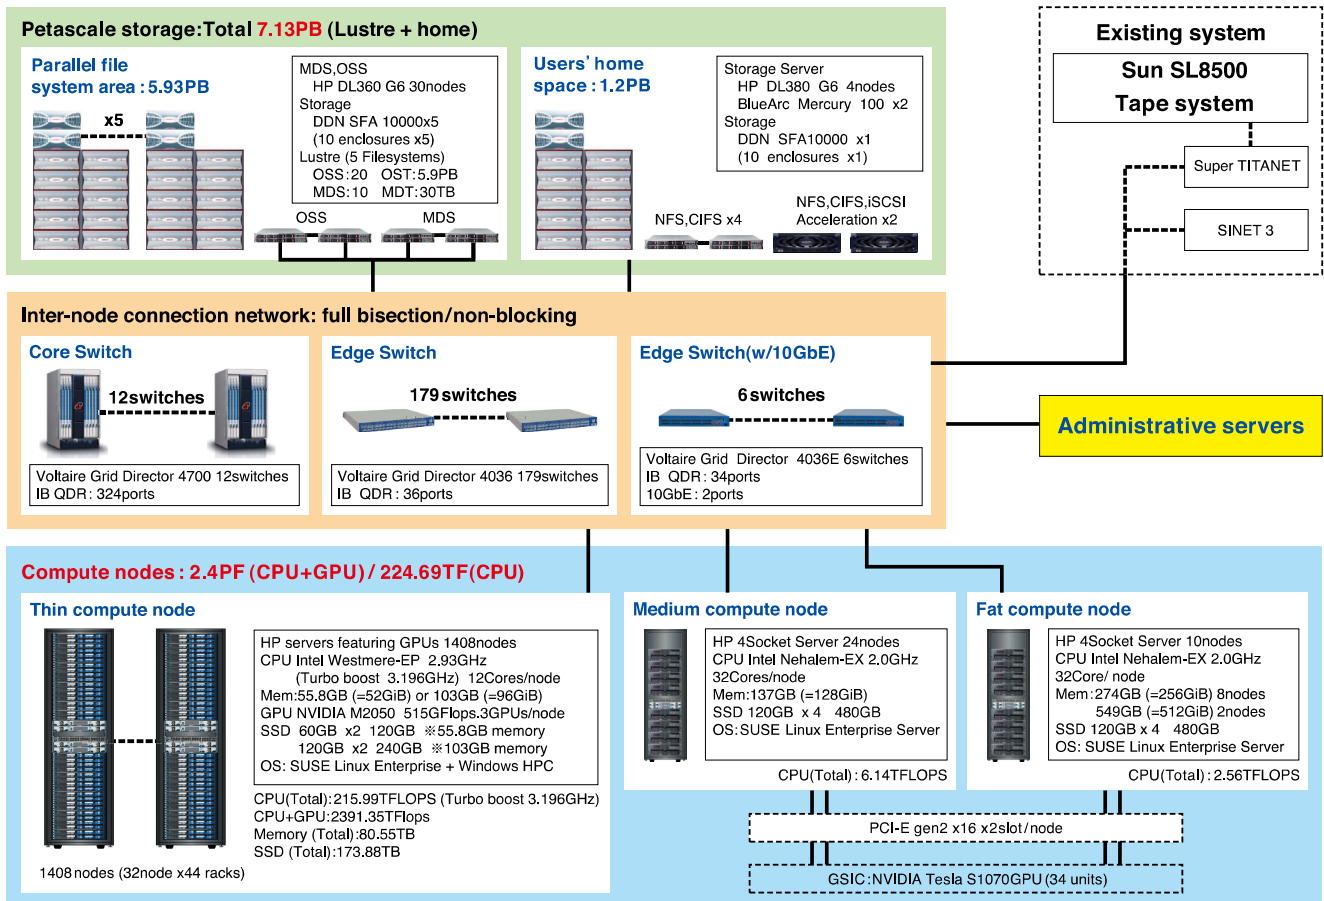 Petascale storage:Total 7.13PB (Lustre + home)
Parallel file
system area : 5.93PB
x5
MDS,OSS
HP DL360 G6 30nodes
Storage
DDN SFA 10000x5
(10 enclosures x5)
Lustre (5 Filesystems)
OSS:20 OST:5.9PB
MDS:10 MDT:30TB
OSS
MDS
Users' home
space : 1.2PB
Storage Server
HP DL380 G6 4nodes
BlueArc Mercury 100 x2
Storage
DDN SFA10000 x1
(10 enclosures x1)
NFS,CIFS x4
NFS,CIFS,iSCSI
Acceleration x2
Existing system
Sun SL8500
Tape system
Super TITANET
SINET 3
Inter-node connection network: full bisection/non-blocking
Core Switch
12switches
Voltaire Grid Director 4700 12switches
IB QDR : 324ports
Edge Switch
179 switches
Voltaire Grid Director 4036 179switches
IB QDR : 36ports
Edge Switch(w/10GbE)
6switches
Voltaire Grid Director 4036E 6switches
IB QDR : 34ports
10GbE : 2ports
Administrative servers
Compute nodes : 2.4PF (CPU+GPU) / 224.69TF(CPU)
Thin compute node
HP servers featuring GPUs 1408nodes
CPU Intel Westmere-EP 2.93GHz
(Turbo boost 3.196GHz) 12Cores/node
Mem:55.8GB (=52GiB) or 103GB (=96GiB)
GPU NVIDIA M2050 515GFlops.3GPUs/node
SSD 60GB x2 120GB ※55.8GB memory
120GB x2 240GB ※103GB memory
OS: SUSE Linux Enterprise + Windows HPC
CPU(Total):215.99TFLOPS (Turbo boost 3.196GHz)
CPU+GPU:2391.35TFlops
Memory (Total):80.55TB
SSD (Total):173.88TB
1408 nodes (32node x44 racks)
Medium compute node
HP 4Socket Server 24nodes
CPU Intel Nehalem-EX 2.0GHz
32Cores/node
Mem:137GB (=128GiB)
SSD 120GB x 4 480GB
OS:SUSE Linux Enterprise Server
CPU(Total) : 6.14TFLOPS
Fat compute node
HP 4Socket Server 10nodes
CPU Intel Nehalem-EX 2.0GHz
32Core/ node
Mem:274GB (=256GiB) 8nodes
549GB (=512GiB) 2nodes
SSD 120GB x 4 480GB
OS: SUSE Linux Enterprise Server
CPU(Total) : 2.56TFLOPS
PCI-E gen2 x16 x2slot/node
GSIC:NVIDIA Tesla S1070GPU (34 units)